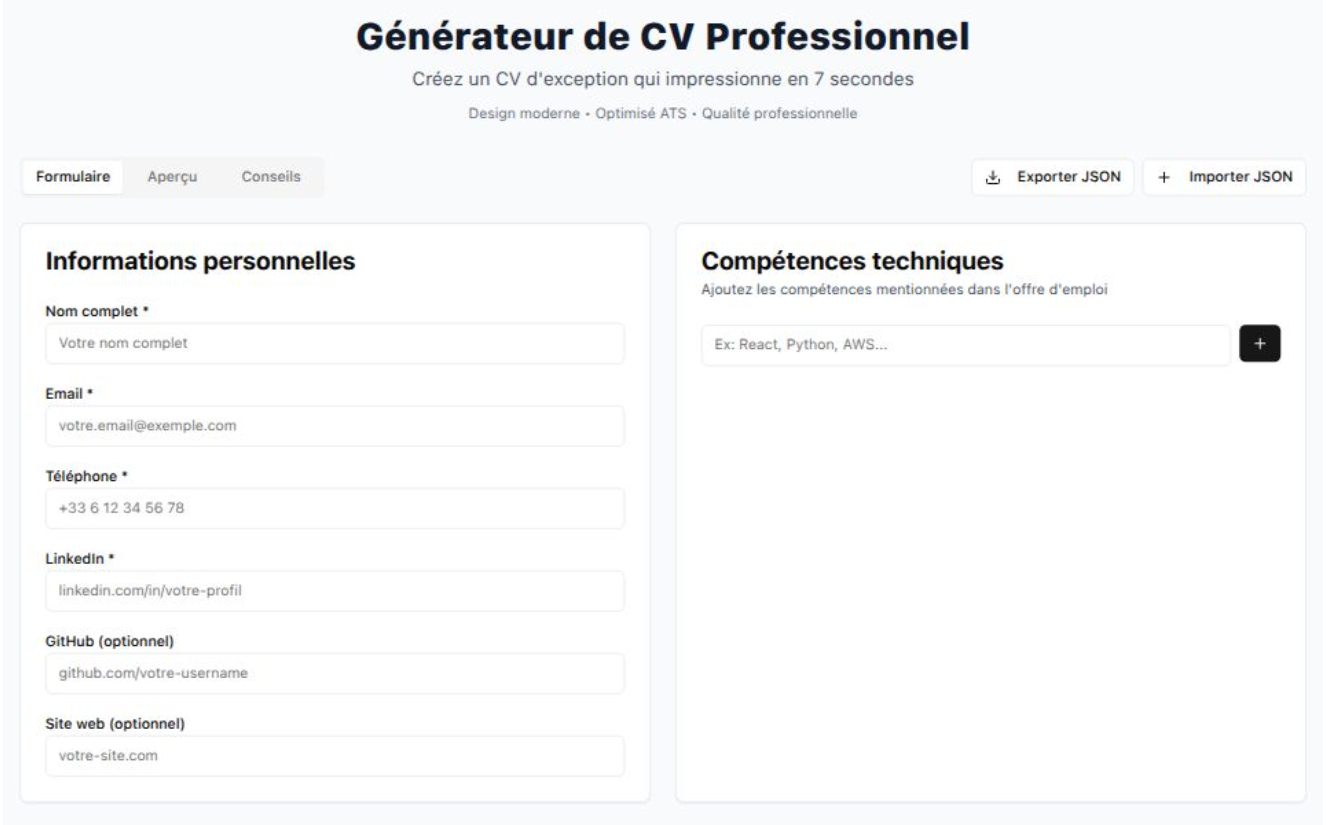 Générateur de CV Professionnel
Créez un CV d'exception qui impressionne en 7 secondes
Design moderne • Optimisé ATS • Qualité professionnelle
Formulaire Aperçu Conseils Exporter JSON + Importer JSON
Informations personnelles
Nom complet *
Votre nom complet
Email *
votre.email@exemple.com
Téléphone *
+33 6 12 34 56 78
LinkedIn *
linkedin.com/in/votre-profil
GitHub (optionnel)
github.com/votre-username
Site web (optionnel)
votre-site.com
Compétences techniques
Ajoutez les compétences mentionnées dans l'offre d'emploi
Ex: React, Python, AWS... +